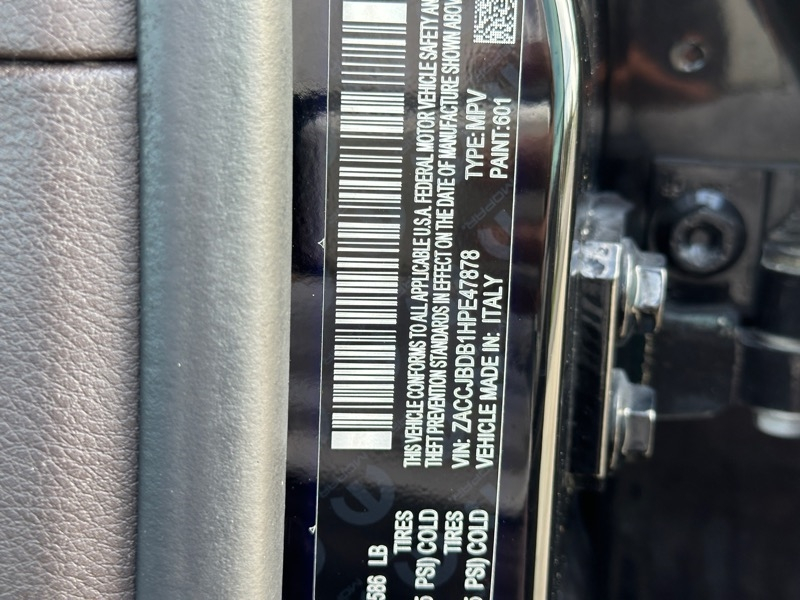 586 LB
TIRES
PSI) COLD
TIRES
PSI) COLD
THIS VEHICLE CONFORMS TO ALL APPLICABLE U.S.A. FEDERAL MOTOR VEHICLE SAFETY AND
THEFT PREVENTION STANDARDS IN EFFECT ON THE DATE OF MANUFACTURE SHOWN ABOVE
VIN: ZACCJBDB1HPE47878 TYPE: MPV
VEHICLE MADE IN: ITALY PAINT:601
MOPAR